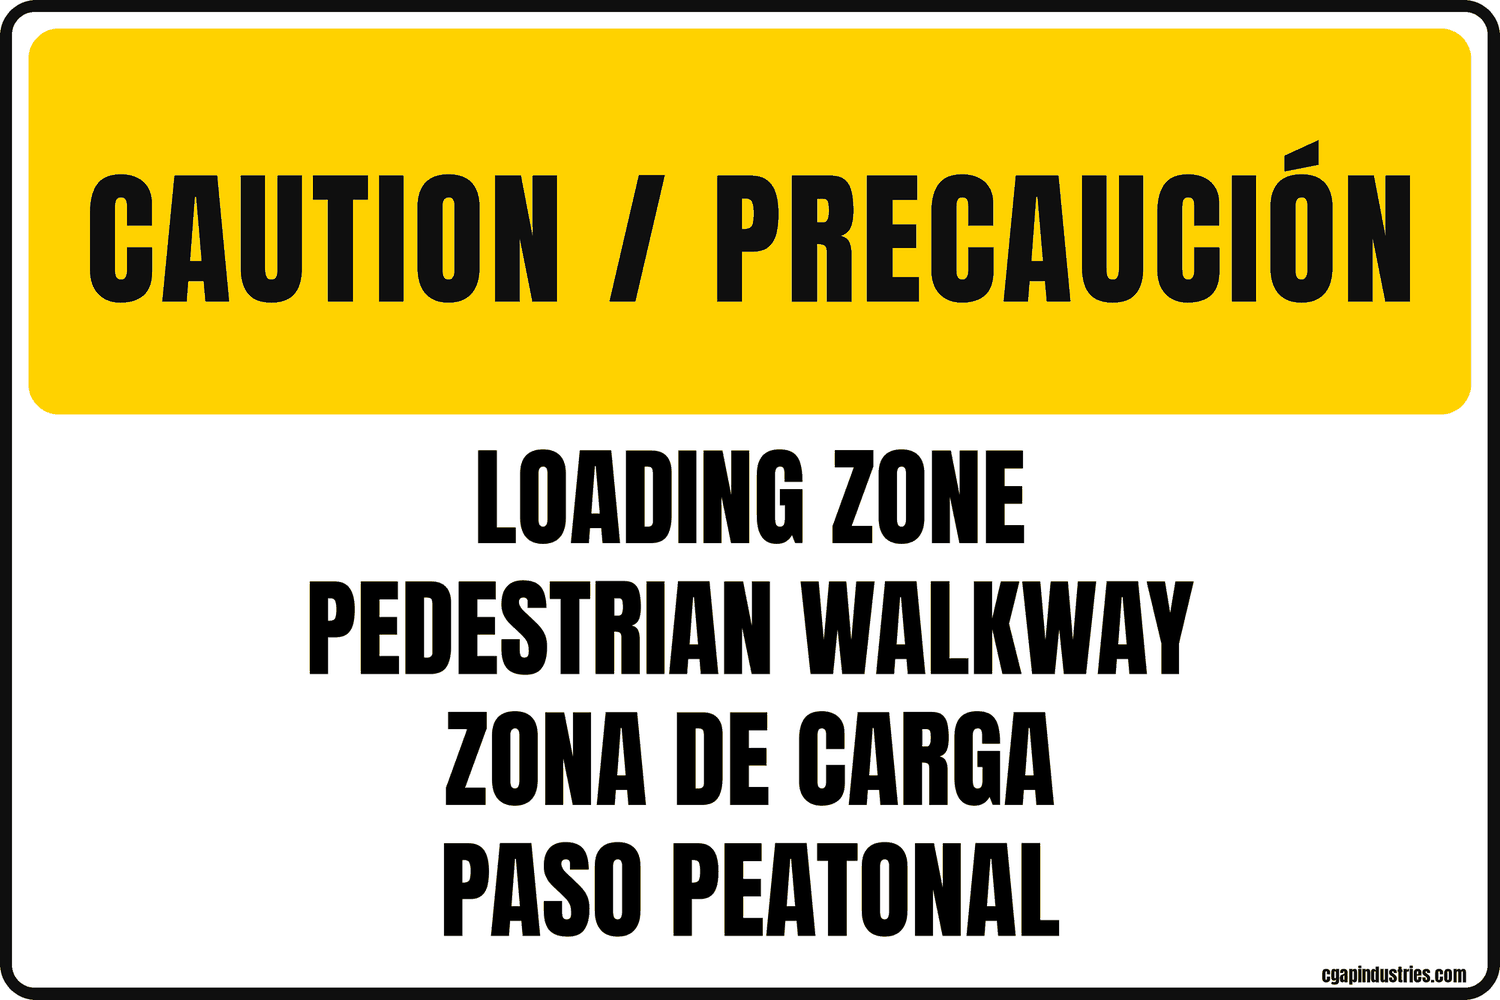 CAUTION / PRECAUCIÓN
LOADING ZONE
PEDESTRIAN WALKWAY
ZONA DE CARGA
PASO PEATONAL
cgapindustries.com